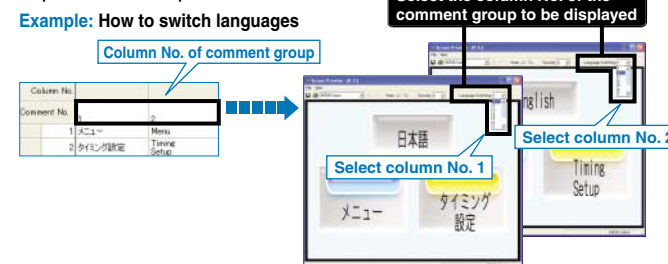 Select the column No. of the
comment group to be displayed
Example: How to switch languages
Column No. of comment group
Column No.
Comment No.
1
2
1 メニュー Menu
2 タイミング設定 Timing Setup
日本語
Select column No. 1
メニュー
タイミング
設定
nglish
Select column No. 2
Timing
Setup